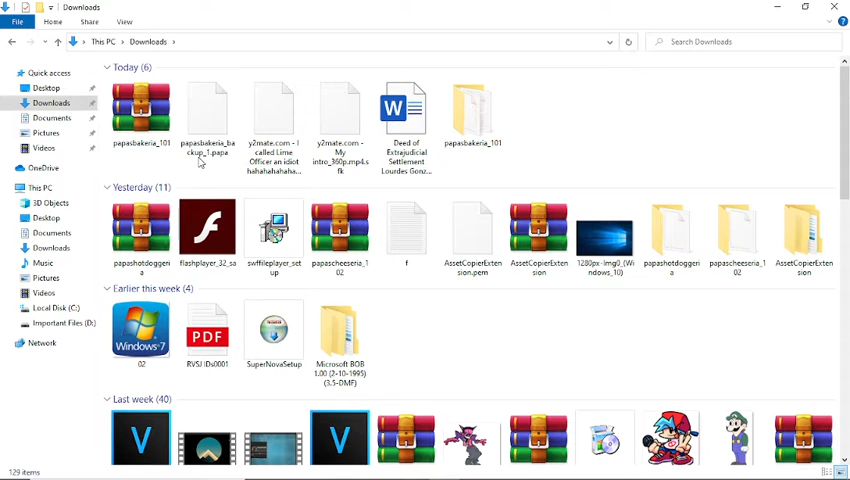 Downloads
File Home Share View
This PC Downloads
Search Downloads
Quick access
Desktop
Downloads
Documents
Pictures
Videos
OneDrive
This PC
3D Objects
Desktop
Documents
Downloads
Music
Pictures
Videos
Local Disk (C:)
Important Files (D:)
Network
Today (6)
papasbakeria_101
papasbakeria_ba
ckup_1.papa
y2mate.com - I
called Lime
Officer an idiot
hahahahahaha...
y2mate.com -
My
intro_360p.mp4.s
fk
W
Deed of
Extrajudicial
Settlement
Lourdes Gonz...
papasbakeria_101
Yesterday (11)
papashotdoggeri
a
flashplayer_32_sa
swffileplayer_set
up
papascheeseria_1
02
f
AssetCopierExten
sion.pem
AssetCopierExten
sion
1280px-Img0_(Wi
ndows_10)
papashotdoggeri
a
papascheeseria_1
02
AssetCopierExten
sion
Earlier this week (4)
Windows 7
02
PDF
RVSJ IDs0001
SuperNovaSetup
Microsoft BOB
1.00 (2-10-1995)
(3.5-DMF)
Last week (40)
V
V
129 items